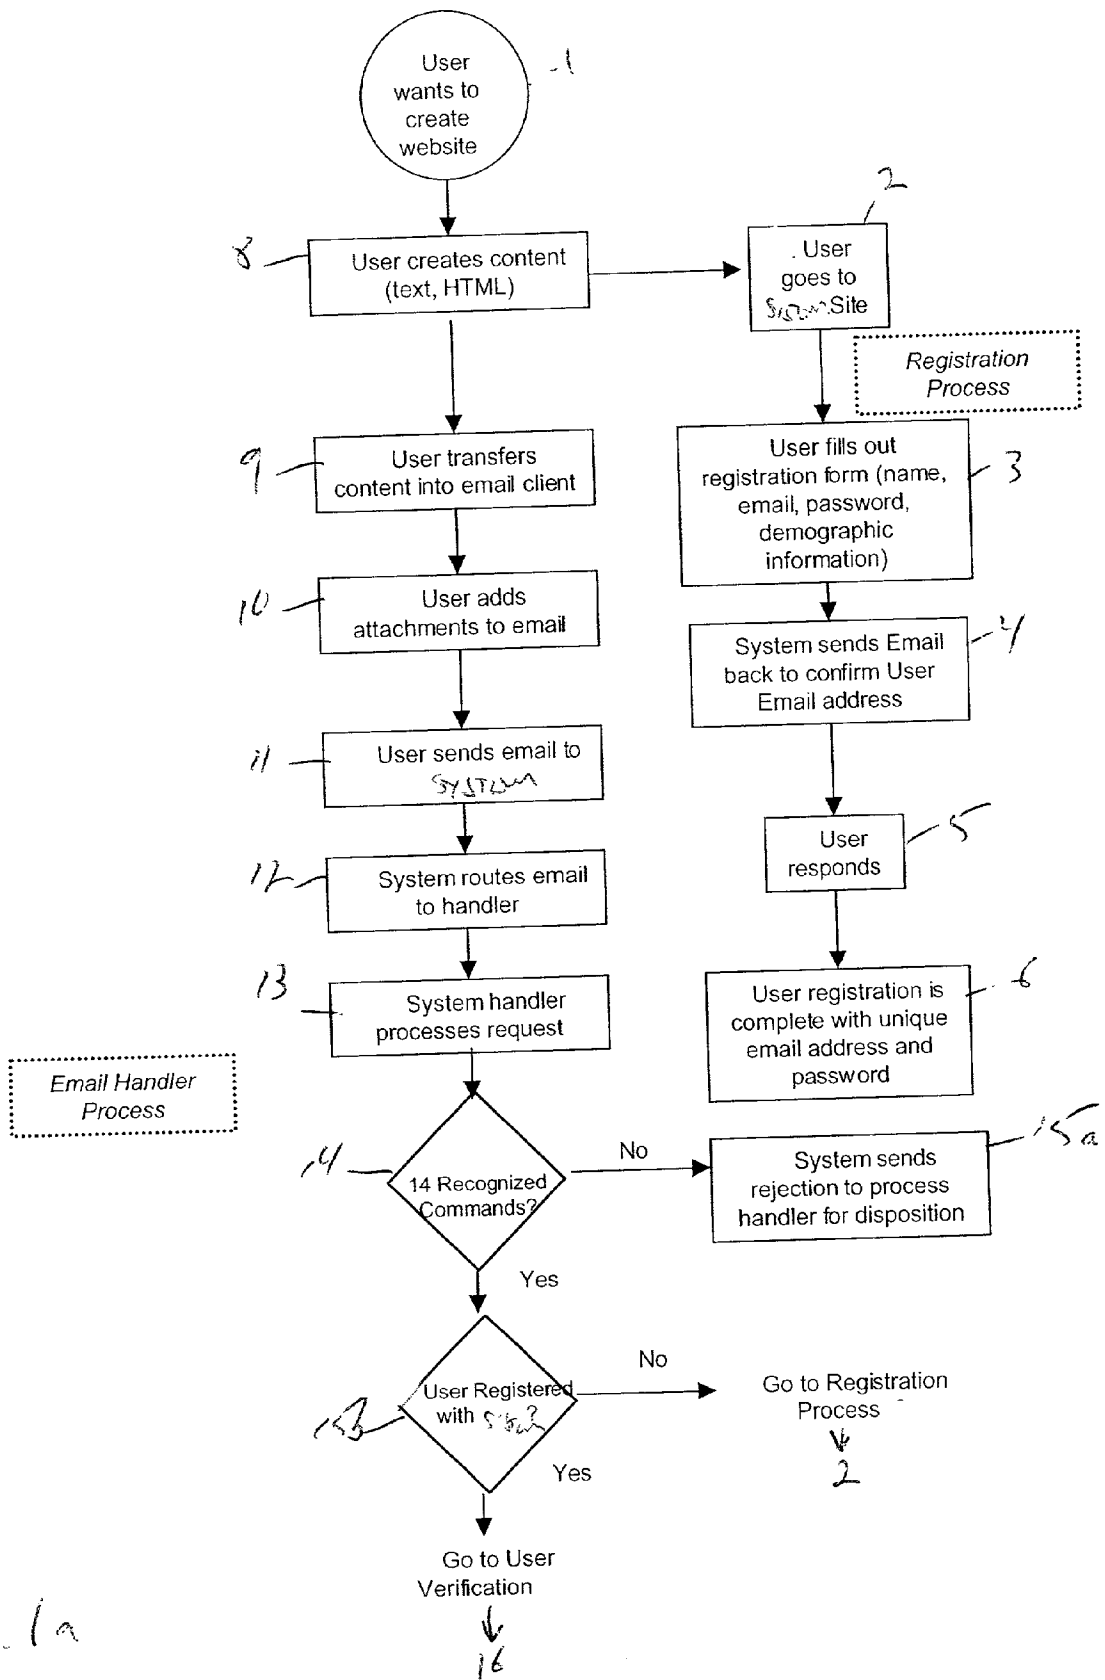 User
wants to
create
website
1
8
User creates content
(text, HTML)
2
. User
goes to
Site
Registration
Process
9
User transfers
content into email client
User fills out
registration form (name,
email, password,
demographic
information)
3
10
User adds
attachments to email
System sends Email
back to confirm User
Email address
4
11
User sends email to
SYSTEM
User
responds
5
12
System routes email
to handler
13
System handler
processes request
User registration is
complete with unique
email address and
password
6
Email Handler
Process
14
14 Recognized
Commands?
No
System sends
rejection to process
handler for disposition
15a
Yes
User Registered
with
No
Go to Registration
Process
2
Yes
Go to User
Verification
16
1a